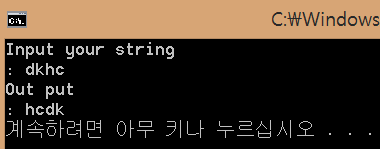 C:\Windows
Input your string
: dkhc
Out put
: hcdk
계속하려면 아무 키나 누르십시오 . . .